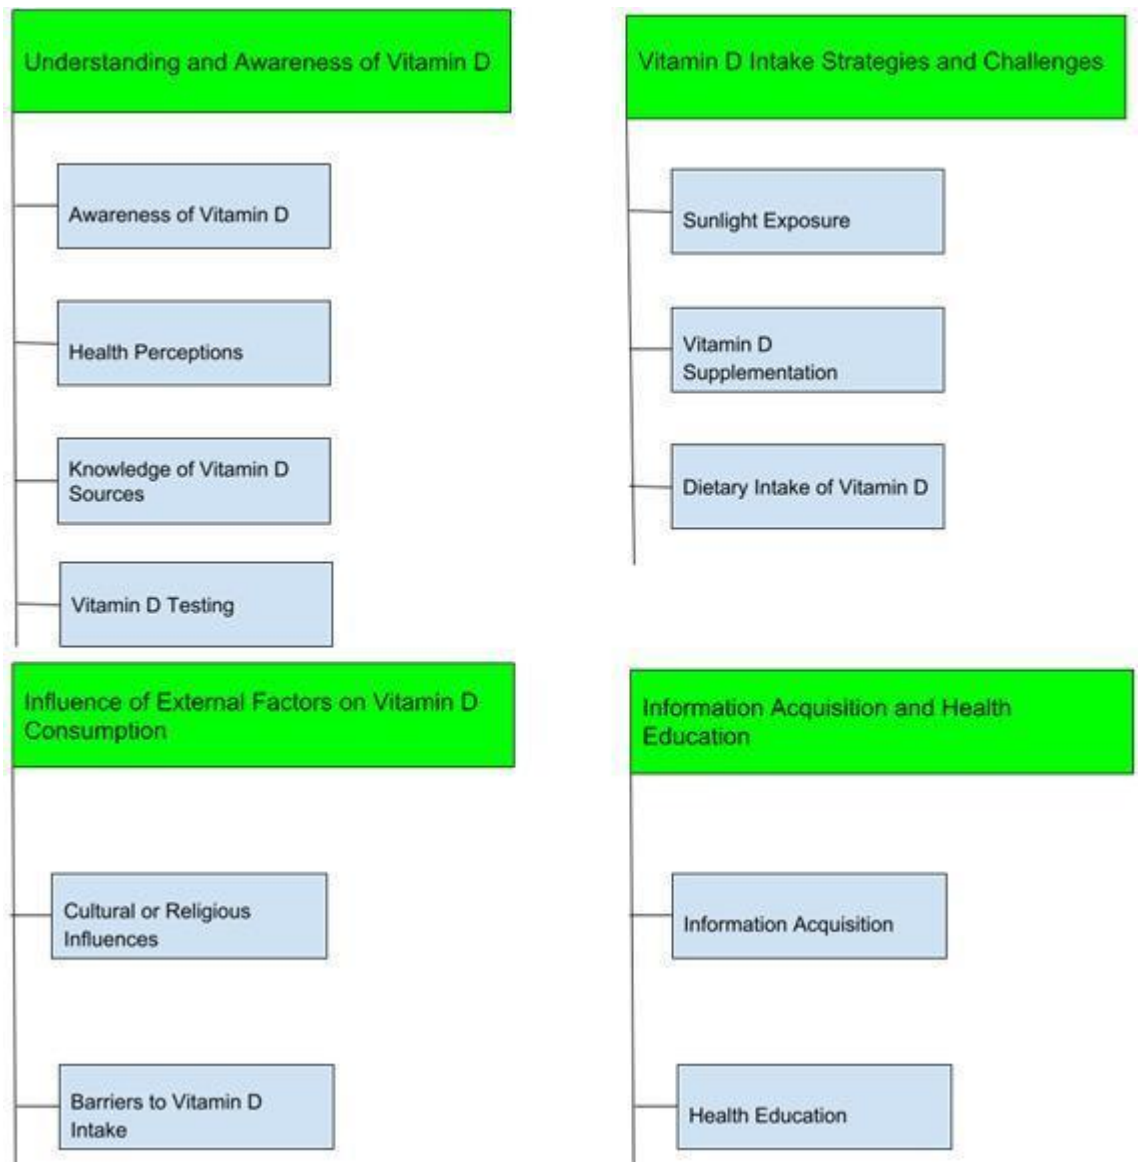 Understanding and Awareness of Vitamin D
Awareness of Vitamin D
Health Perceptions
Knowledge of Vitamin D
Sources
Vitamin D Testing
Vitamin D Intake Strategies and Challenges
Sunlight Exposure
Vitamin D
Supplementation
Dietary Intake of Vitamin D
Influence of External Factors on Vitamin D
Consumption
Cultural or Religious
Influences
Barriers to Vitamin D
Intake
Information Acquisition and Health
Education
Information Acquisition
Health Education